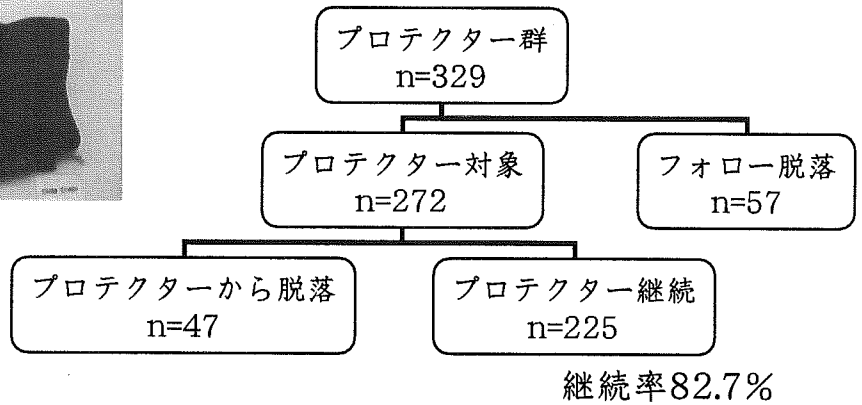 プロテクター群
n=329
プロテクター対象
n=272
フォロー脱落
n=57
プロテクターから脱落
n=47
プロテクター継続
n=225
継続率82.7%